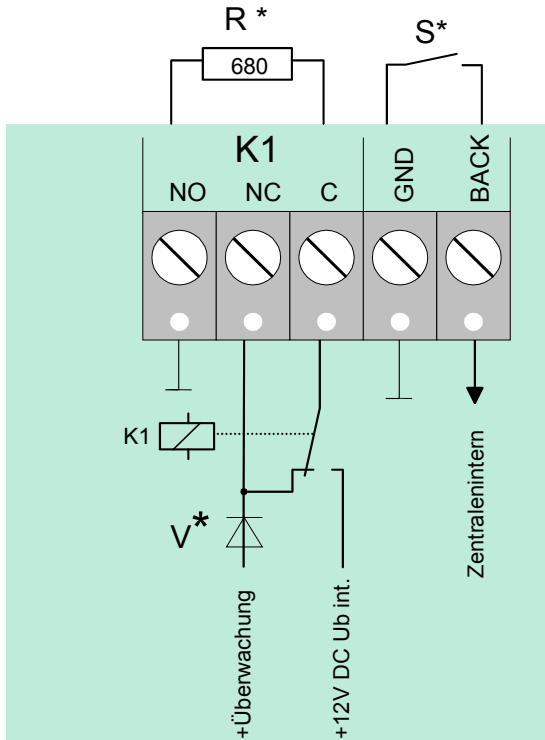 R *
680
S*
K1
NO NC C GND BACK
K1
V*
+Überwachung
+12V DC Ub int.
Zentralenintern